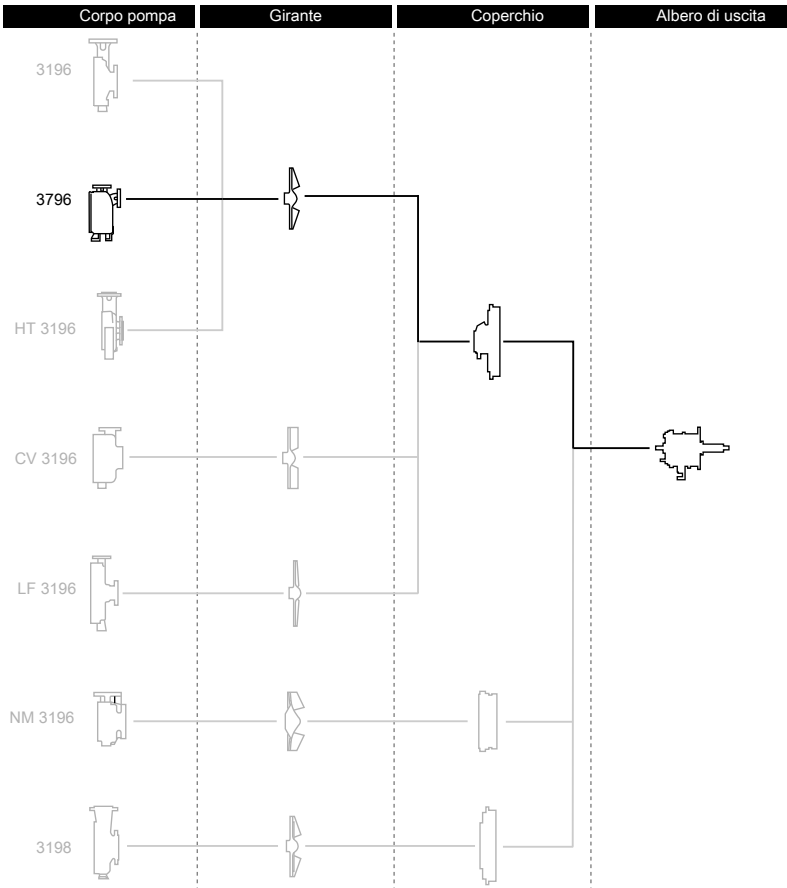 Corpo pompa Girante Coperchio Albero di uscita
3196
3796
HT 3196
CV 3196
LF 3196
NM 3196
3198